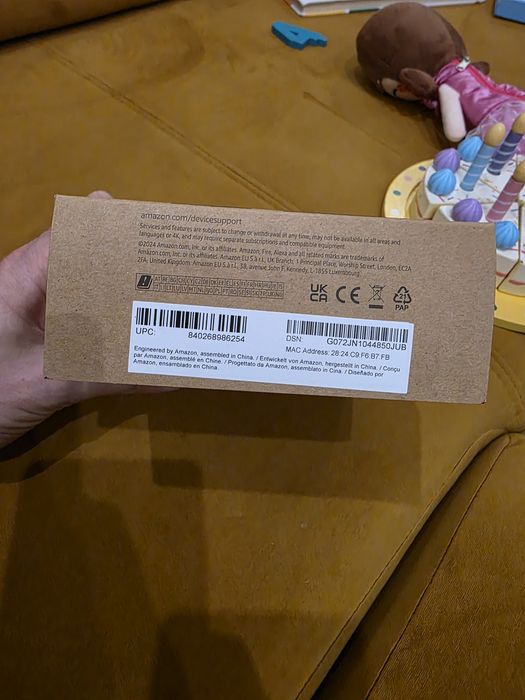 amazon.com/devicesupport
Services and features are subject to change or withdrawal at any time, may not be available in all areas and
languages or 4K, and may require separate subscriptions and compatible equipment.
©2024 Amazon.com, Inc. or its affiliates. Amazon, Fire, Alexa and all related marks are trademarks of
Amazon.com, Inc. or its affiliates. Amazon EU S.à r.l., UK Branch: 1 Principal Place, Worship Street, London, EC2A
2FA, United Kingdom. Amazon EU S.à r.l., 38, avenue John F. Kennedy, L-1855 Luxembourg.
UK
CA
CE
21
PAP
UPC: 840268986254
DSN: G072JN1044850JUB
MAC Address: 28:24:C9:F6:B7:FB
Engineered by Amazon, assembled in China. / Entwickelt von Amazon, hergestellt in China. / Conçu
par Amazon, assemblé en Chine. / Progettato da Amazon, assemblato in Cina. / Diseñado por
Amazon, ensamblado en China.
4